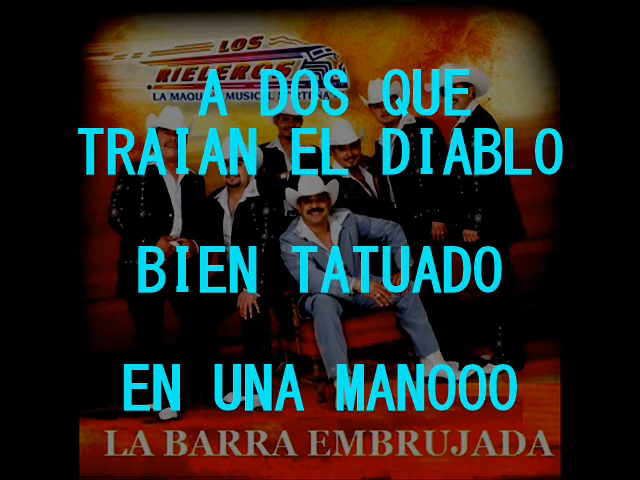 LOS
RIELEROS
LA MAQUINA MUSICAL NORTEÑA
A DOS QUE
TRAIAN EL DIABLO
BIEN TATUADO
EN UNA MANOOO
LA BARRA EMBRUJADA